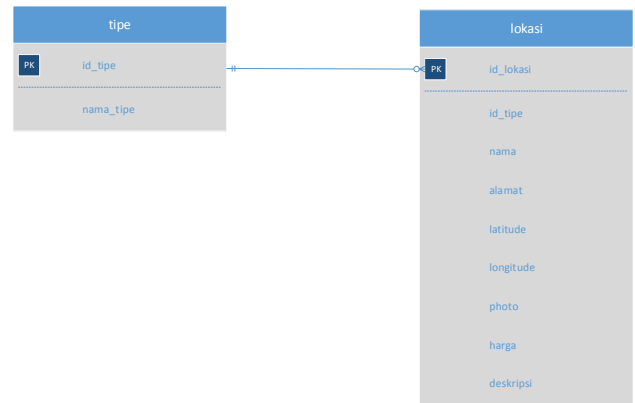 tipe
PK id_tipe
nama_tipe
lokasi
PK id_lokasi
id_tipe
nama
alamat
latitude
longitude
photo
harga
deskripsi